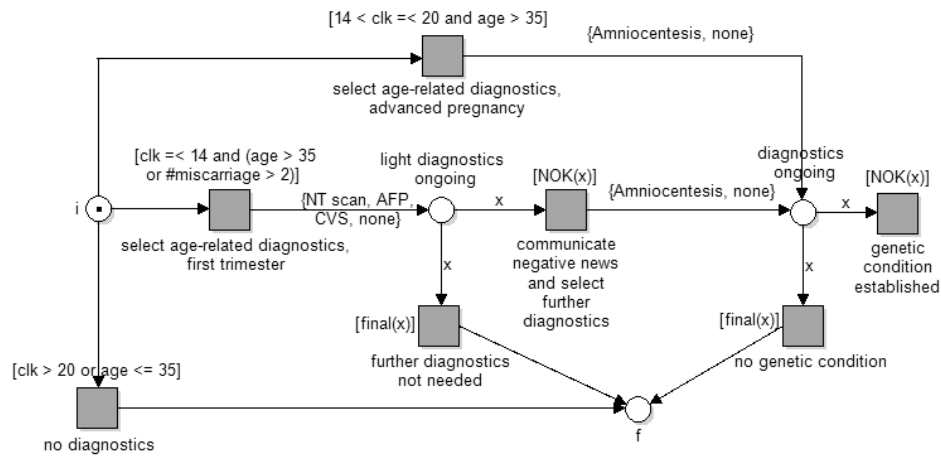 [14 < clk =< 20 and age > 35]
{Amniocentesis, none}
select age-related diagnostics,
advanced pregnancy
[clk =< 14 and (age > 35
or #miscarriage > 2)]
light diagnostics
ongoing
diagnostics
ongoing
[NOK(x)]
[NOK(x)]
i
{NT scan, AFP,
CVS, none}
x
{Amniocentesis, none}
x
select age-related diagnostics,
first trimester
communicate
negative news
and select
further
diagnostics
genetic
condition
established
x
x
[final(x)]
[final(x)]
further diagnostics
not needed
no genetic condition
[clk > 20 or age <= 35]
no diagnostics
f